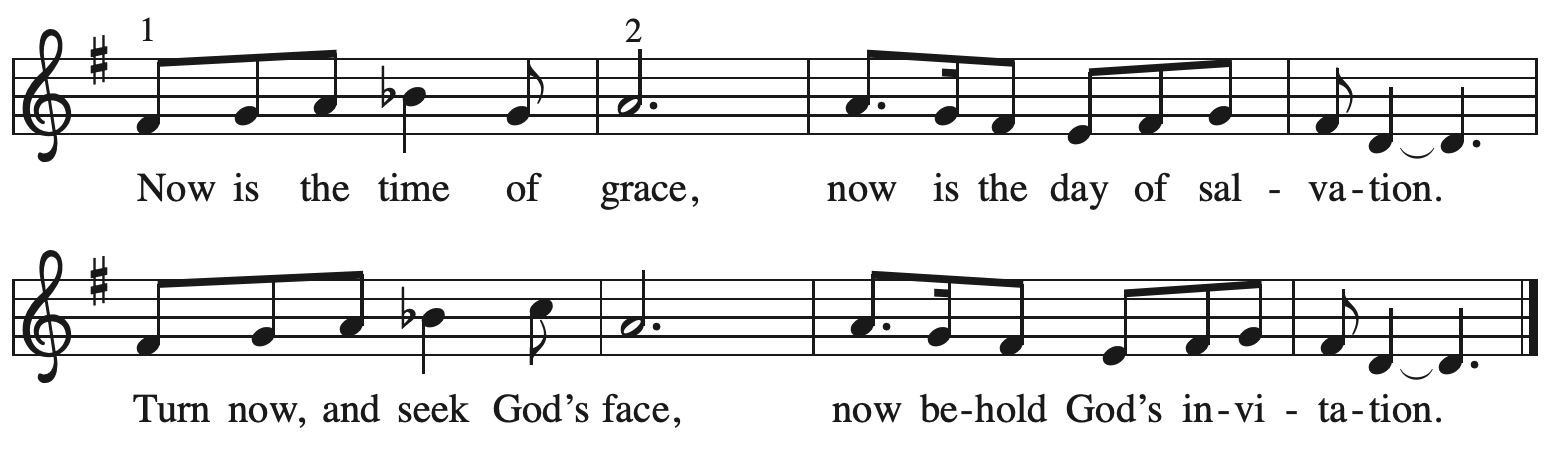 1 2
Now is the time of grace, now is the day of sal - va - tion.
Turn now, and seek God's face, now be - hold God's in - vi - ta - tion.